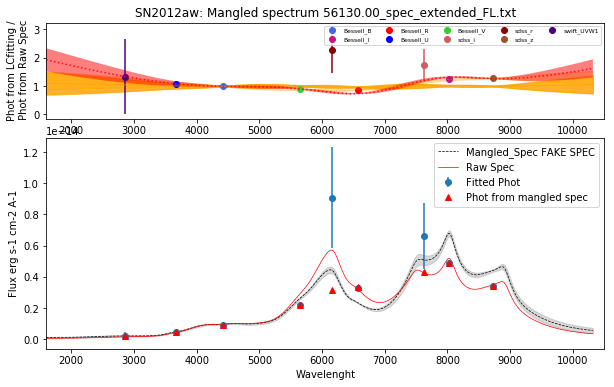 SN2012aw: Mangled spectrum 56130.00_spec_extended_FL.txt
Phot from LCfitting /
Phot from Raw Spec
3
2
1
0
Bessell_B
Bessell_I
Bessell_R
Bessell_U
Bessell_V
sdss_i
sdss_r
sdss_z
swift_UVW1
2000 3000 4000 5000 6000 7000 8000 9000 10000
1e−14
Flux erg s-1 cm-2 A-1
1.2
1.0
0.8
0.6
0.4
0.2
0.0
Mangled_Spec FAKE SPEC
Raw Spec
Fitted Phot
Phot from mangled spec
2000 3000 4000 5000 6000 7000 8000 9000 10000
Wavelenght